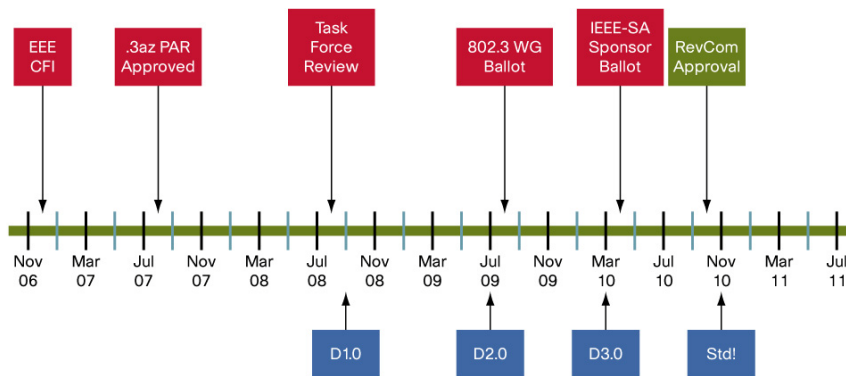 EEE
CFI
.3az PAR
Approved
Task
Force
Review
802.3 WG
Ballot
IEEE-SA
Sponsor
Ballot
RevCom
Approval
Nov
06
Mar
07
Jul
07
Nov
07
Mar
08
Jul
08
Nov
08
Mar
09
Jul
09
Nov
09
Mar
10
Jul
10
Nov
10
Mar
11
Jul
11
D1.0
D2.0
D3.0
Std!